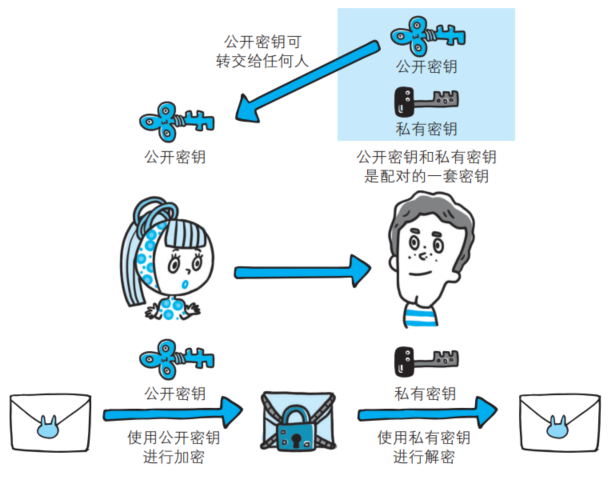 公开密钥可
转交给任何人
公开密钥
私有密钥
公开密钥
公开密钥和私有密钥
是配对的一套密钥
公开密钥
私有密钥
使用公开密钥
进行加密
使用私有密钥
进行解密